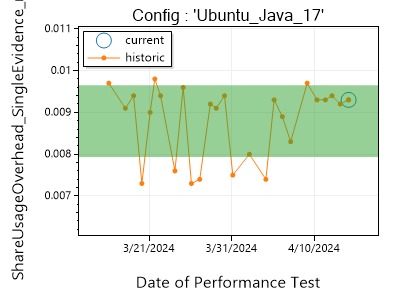 Config : 'Ubuntu_Java_17'
current
historic
0.011
0.01
0.009
0.008
0.007
ShareUsageOverhead_SingleEvidence_
3/21/2024
3/31/2024
4/10/2024
Date of Performance Test